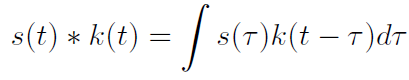 s(t) ∗ k(t) = ∫ s(τ)k(t − τ)dτ